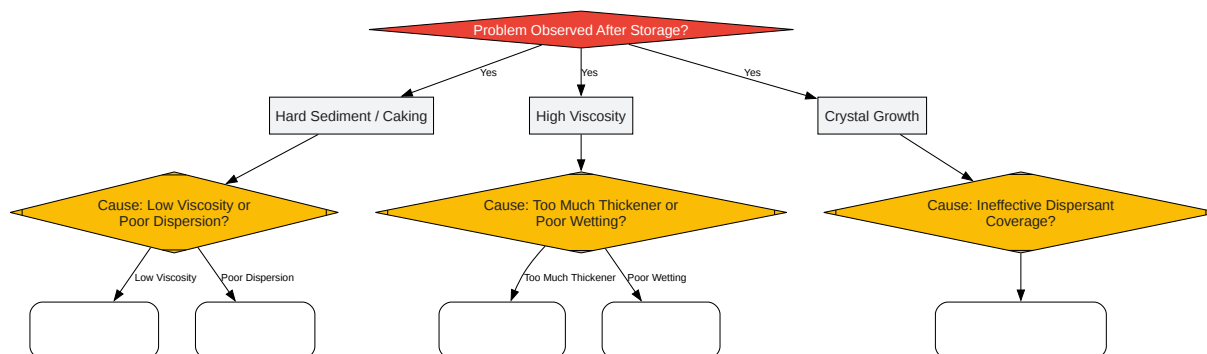 Problem Observed After Storage?
Yes
Yes
Yes
Hard Sediment / Caking
High Viscosity
Crystal Growth
Cause: Low Viscosity or
Poor Dispersion?
Cause: Too Much Thickener or
Poor Wetting?
Cause: Ineffective Dispersant
Coverage?
Low Viscosity
Poor Dispersion
Too Much Thickener
Poor Wetting